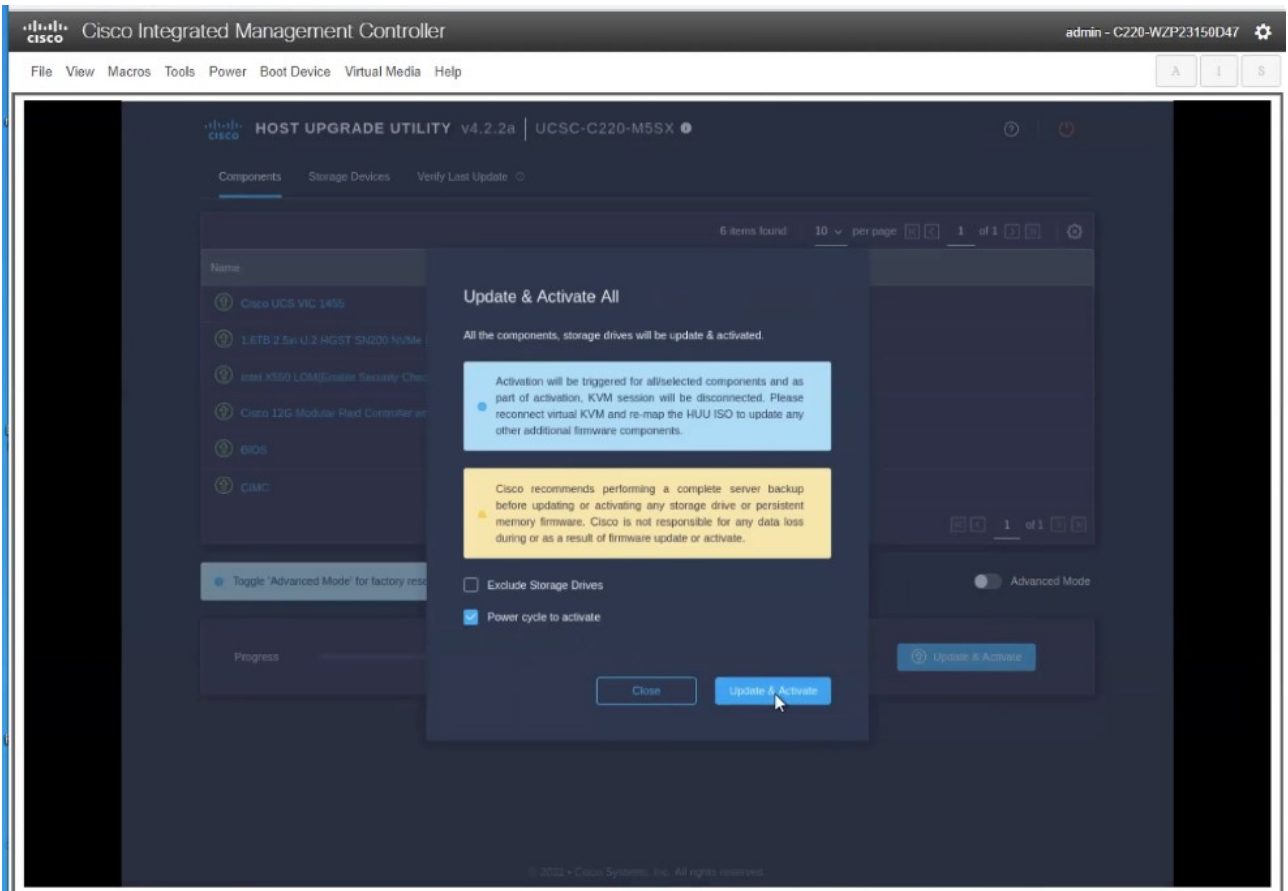 CISCO Cisco Integrated Management Controller admin - C220-WZP23150D47
File View Macros Tools Power Boot Device Virtual Media Help A 1 S
CISCO HOST UPGRADE UTILITY v4.2.2a UCSC-C220-M5SX
Components Storage Devices Verify Last Update
6 items found 10 per page 1 of 1
Name
Cisco UCS VIC 1455
1.6TB 2.5in U.2 HGST SN200 NVMe
Intel X550 LOM(Enable Security Chec
Cisco 12G Modular Raid Controller
BIOS
CIMC
1 of 1
Update & Activate All
All the components, storage drives will be update & activated.
Activation will be triggered for all/selected components and as
part of activation, KVM session will be disconnected. Please
reconnect virtual KVM and re-map the HUU ISO to update any
other additional firmware components.
Cisco recommends performing a complete server backup
before updating or activating any storage drive or persistent
memory firmware. Cisco is not responsible for any data loss
during or as a result of firmware update or activate.
Exclude Storage Drives
Power cycle to activate
Close Update & Activate
Toggle 'Advanced Mode' for factory Advanced Mode
Progress Update & Activate
© 2022 • Cisco Systems, Inc. All rights reserved.